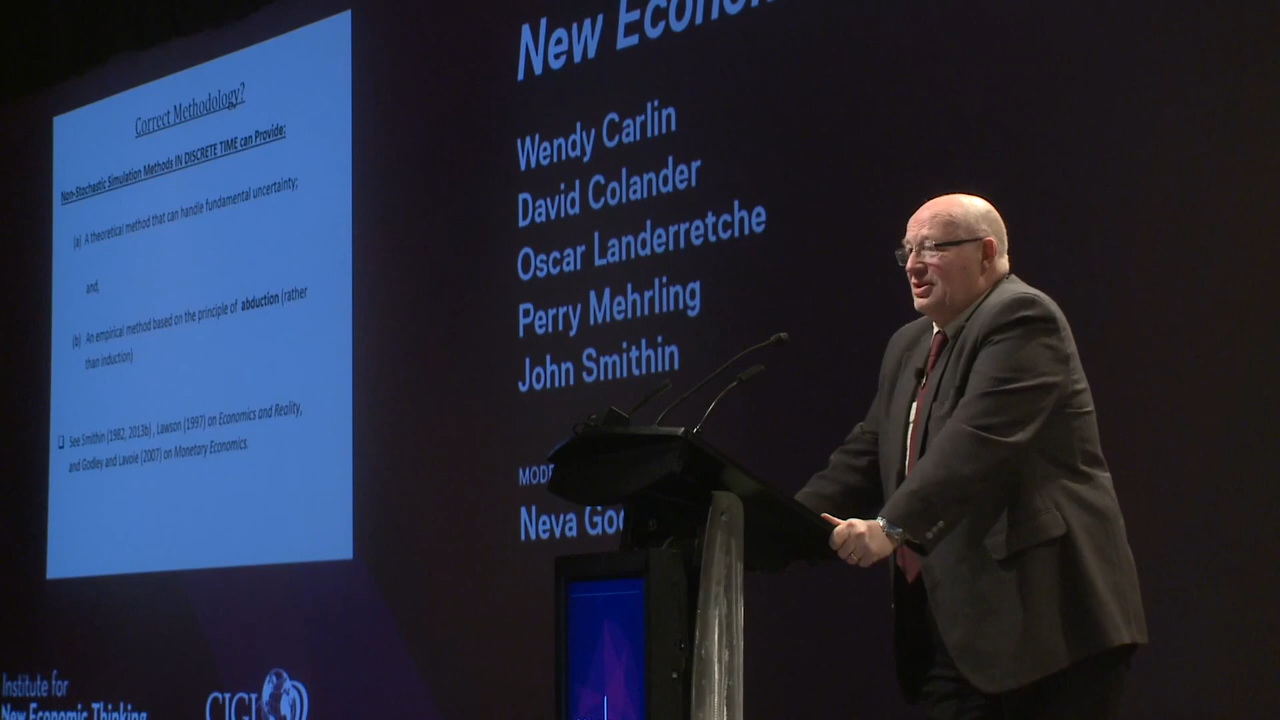 Correct Methodology?
Non-Stochastic Simulation Methods IN DISCRETE TIME can Provide:
(a) A theoretical method that can handle fundamental uncertainty;
and,
(b) An empirical method based on the principle of abduction (rather
than induction)
See Smithin (1982, 2013b) , Lawson (1997) on Economics and Reality,
and Godley and Lavoie (2007) on Monetary Economics.
New Econom
Wendy Carlin
David Colander
Oscar Landerretche
Perry Mehrling
John Smithin
MODE
Neva Goo
Institute for
New Economic Thinking
CIGI